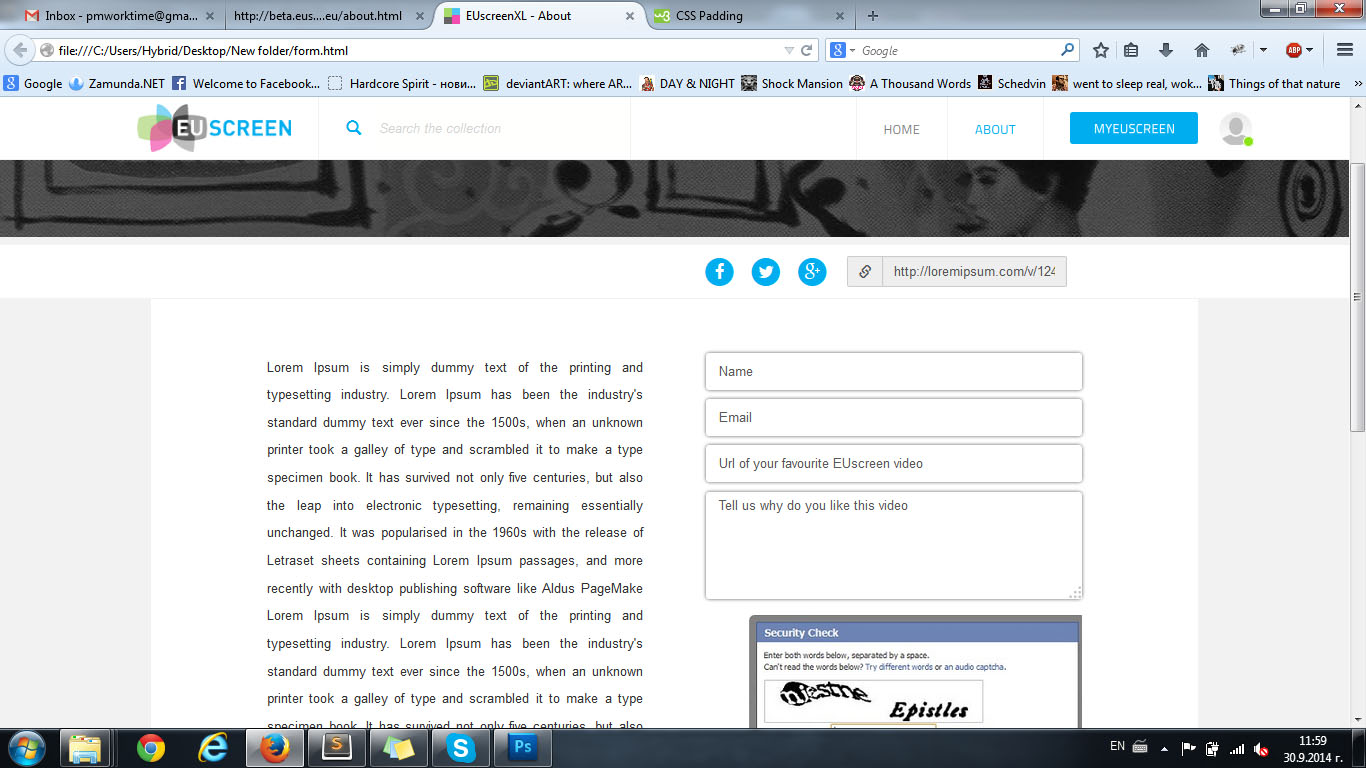 Inbox - pmworktime@gma...
http://beta.eus....eu/about.html
EUscreenXL - About
CSS Padding
file:///C:/Users/Hybrid/Desktop/New folder/form.html
Google
Google
Zamunda.NET
Welcome to Facebook...
Hardcore Spirit - нови...
deviantART: where AR...
DAY & NIGHT
Shock Mansion
A Thousand Words
Schedvin
went to sleep real, wok...
Things of that nature
EUSCREEN
Search the collection
HOME
ABOUT
MYEUSCREEN
http://loremipsum.com/v/124
Lorem Ipsum is simply dummy text of the printing and
typesetting industry. Lorem Ipsum has been the industry's
standard dummy text ever since the 1500s, when an unknown
printer took a galley of type and scrambled it to make a type
specimen book. It has survived not only five centuries, but also
the leap into electronic typesetting, remaining essentially
unchanged. It was popularised in the 1960s with the release of
Letraset sheets containing Lorem Ipsum passages, and more
recently with desktop publishing software like Aldus PageMake
Lorem Ipsum is simply dummy text of the printing and
typesetting industry. Lorem Ipsum has been the industry's
standard dummy text ever since the 1500s, when an unknown
printer took a galley of type and scrambled it to make a type
specimen book. It has survived not only five centuries, but also
Name
Email
Url of your favourite EUscreen video
Tell us why do you like this video
Security Check
Enter both words below, separated by a space.
Can't read the words below? Try different words or an audio captcha.
Epistles
EN
11:59
30.9.2014 г.